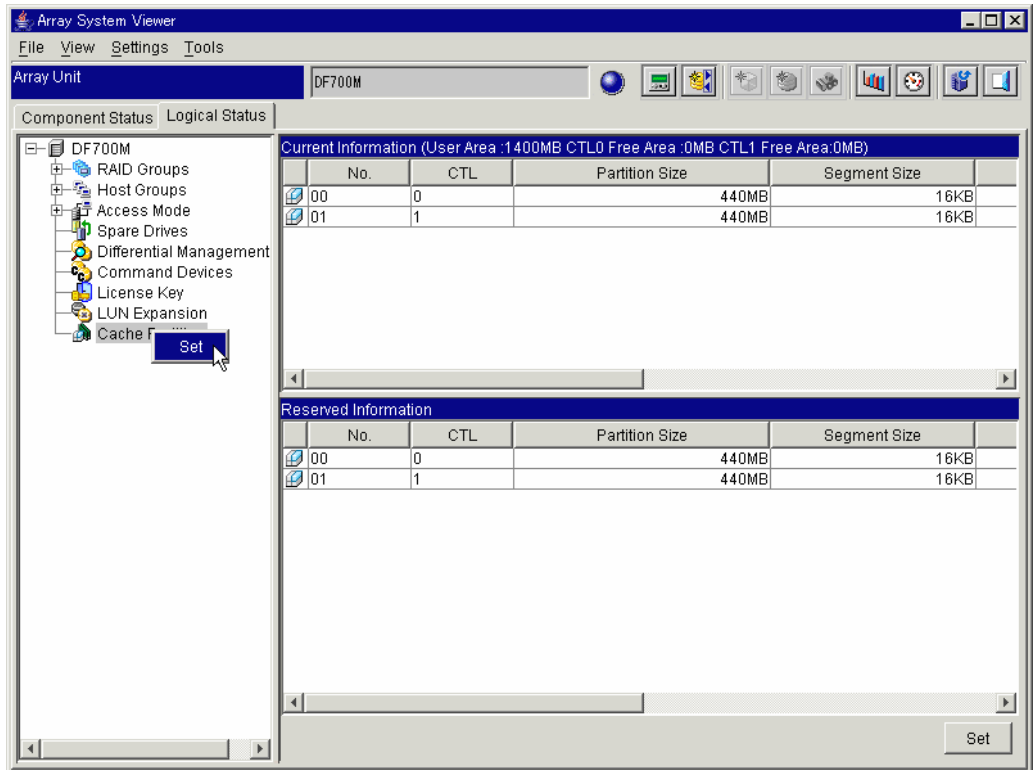 Array System Viewer
File View Settings Tools
Array Unit
DF700M
Component Status Logical Status
DF700M
RAID Groups
Host Groups
Access Mode
Spare Drives
Differential Management
Command Devices
License Key
LUN Expansion
Cache
Set
Current Information (User Area :1400MB CTL0 Free Area :0MB CTL1 Free Area:0MB)
No. CTL Partition Size Segment Size
00 0 440MB 16KB
01 1 440MB 16KB
Reserved Information
No. CTL Partition Size Segment Size
00 0 440MB 16KB
01 1 440MB 16KB
Set